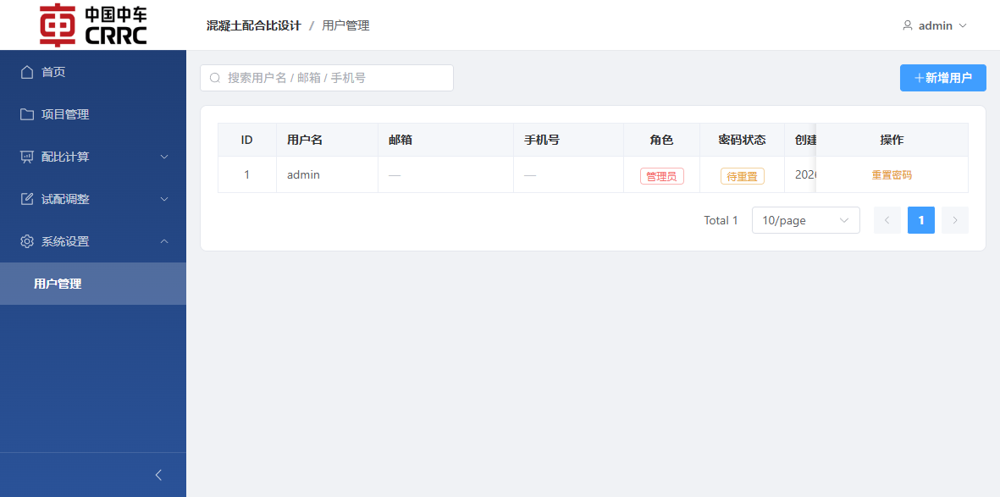 中国中车
CRRC
混凝土配合比设计 / 用户管理
admin
首页
项目管理
配比计算
试配调整
系统设置
用户管理
搜索用户名 / 邮箱 / 手机号
+新增用户
ID 用户名 邮箱 手机号 角色 密码状态 创建 操作
1 admin — — 管理员 待重置 202 重置密码
Total 1 10/page 1